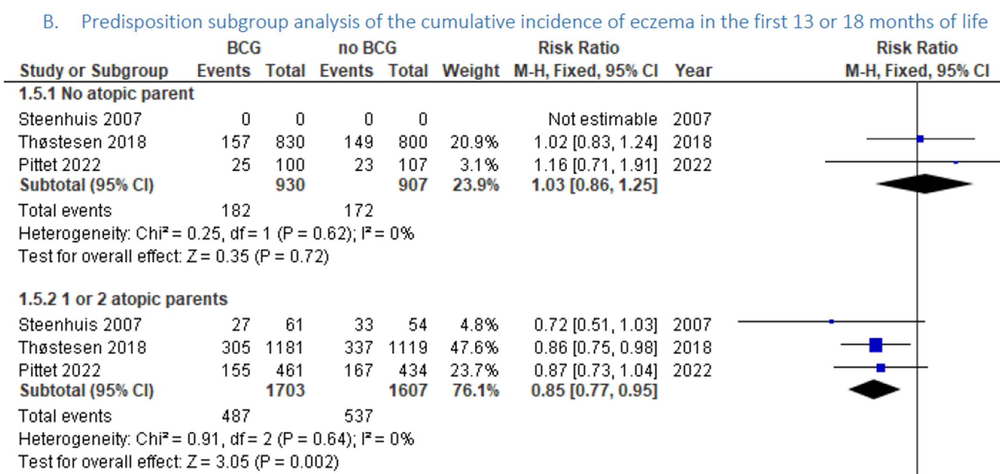 B. Predisposition subgroup analysis of the cumulative incidence of eczema in the first 13 or 18 months of life
BCG no BCG Risk Ratio Risk Ratio
Study or Subgroup Events Total Events Total Weight M-H, Fixed, 95% CI Year M-H, Fixed, 95% CI
1.5.1 No atopic parent
Steenhuis 2007 0 0 0 0 Not estimable 2007
Thøstesen 2018 157 830 149 800 20.9% 1.02 [0.83, 1.24] 2018
Pittet 2022 25 100 23 107 3.1% 1.16 [0.71, 1.91] 2022
Subtotal (95% CI) 930 907 23.9% 1.03 [0.86, 1.25]
Total events 182 172
Heterogeneity: Chi² = 0.25, df = 1 (P = 0.62); I² = 0%
Test for overall effect: Z = 0.35 (P = 0.72)
1.5.2 1 or 2 atopic parents
Steenhuis 2007 27 61 33 54 4.8% 0.72 [0.51, 1.03] 2007
Thøstesen 2018 305 1181 337 1119 47.6% 0.86 [0.75, 0.98] 2018
Pittet 2022 155 461 167 434 23.7% 0.87 [0.73, 1.04] 2022
Subtotal (95% CI) 1703 1607 76.1% 0.85 [0.77, 0.95]
Total events 487 537
Heterogeneity: Chi² = 0.91, df = 2 (P = 0.64); I² = 0%
Test for overall effect: Z = 3.05 (P = 0.002)